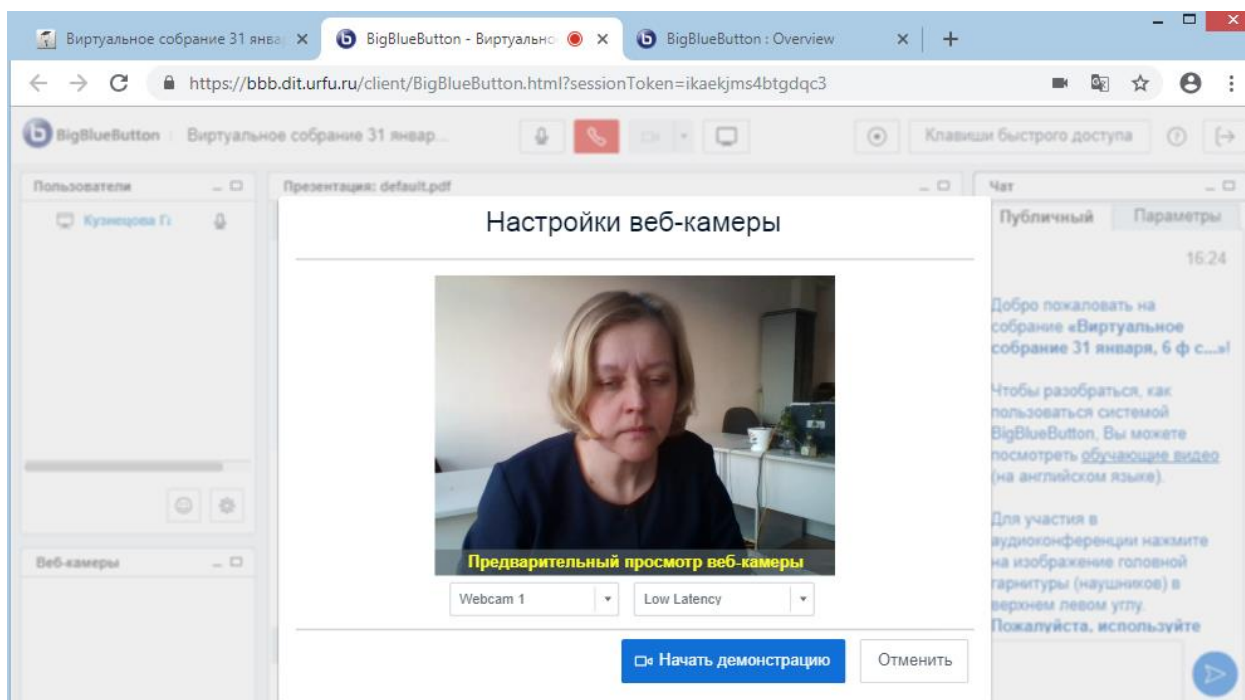 Виртуальное собрание 31 янва
BigBlueButton - Виртуально
BigBlueButton : Overview
https://bbb.dit.urfu.ru/client/BigBlueButton.html?sessionToken=ikaekjms4btgdqc3
BigBlueButton
Виртуальное собрание 31 январ...
Клавиши быстрого доступа
Пользователи
Кузнецова Га
Презентация: default.pdf
Настройки веб-камеры
Предварительный просмотр веб-камеры
Webcam 1
Low Latency
Начать демонстрацию
Отменить
Веб-камеры
Чат
Публичный
Параметры
16:24
Добро пожаловать на
собрание «Виртуальное
собрание 31 января, 6 ф с...»!
Чтобы разобраться, как
пользоваться системой
BigBlueButton, Вы можете
посмотреть обучающие видео
(на английском языке).
Для участия в
аудиоконференции нажмите
на изображение головной
гарнитуры (наушников) в
верхнем левом углу.
Пожалуйста, используйте